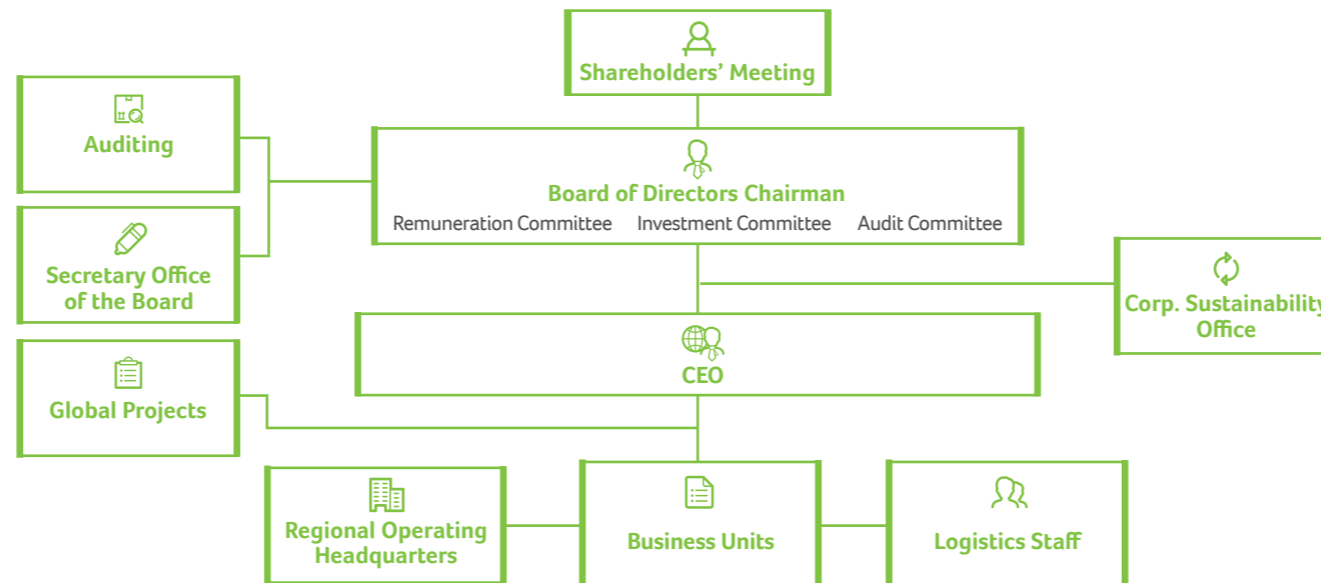 Shareholders’ Meeting
Auditing
Board of Directors Chairman
Remuneration Committee Investment Committee Audit Committee
Secretary Office
of the Board
Corp. Sustainability
Office
CEO
Global Projects
Regional Operating
Headquarters
Business Units
Logistics Staff